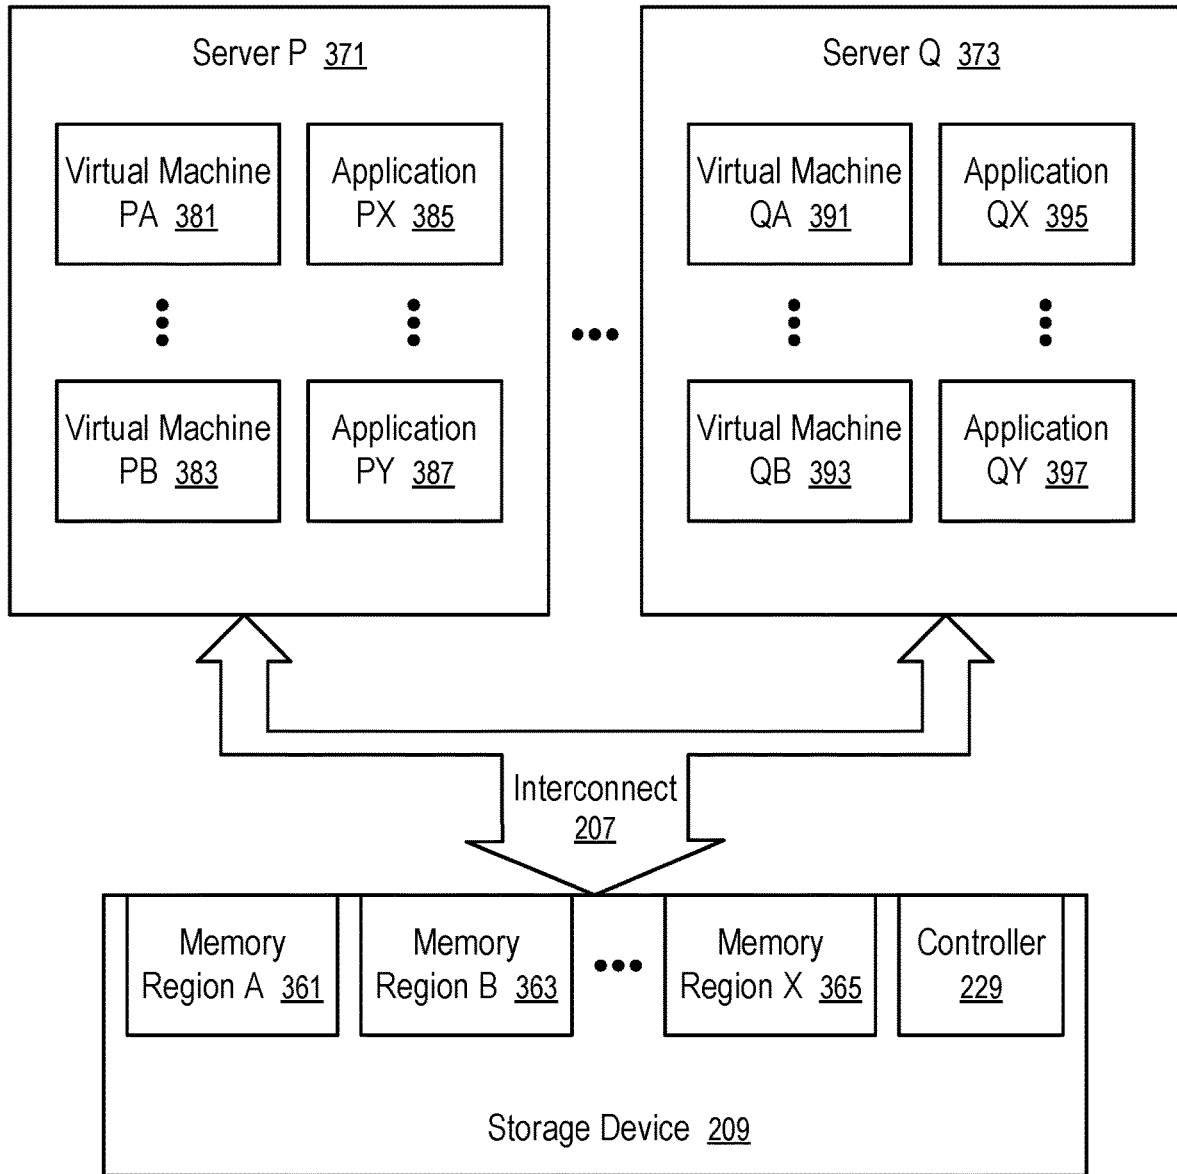 Server P 371
Server Q 373
Virtual Machine
PA 381
Application
PX 385
Virtual Machine
QA 391
Application
QX 395
Virtual Machine
PB 383
Application
PY 387
Virtual Machine
QB 393
Application
QY 397
Interconnect
207
Memory
Region A 361
Memory
Region B 363
Memory
Region X 365
Controller
229
Storage Device 209